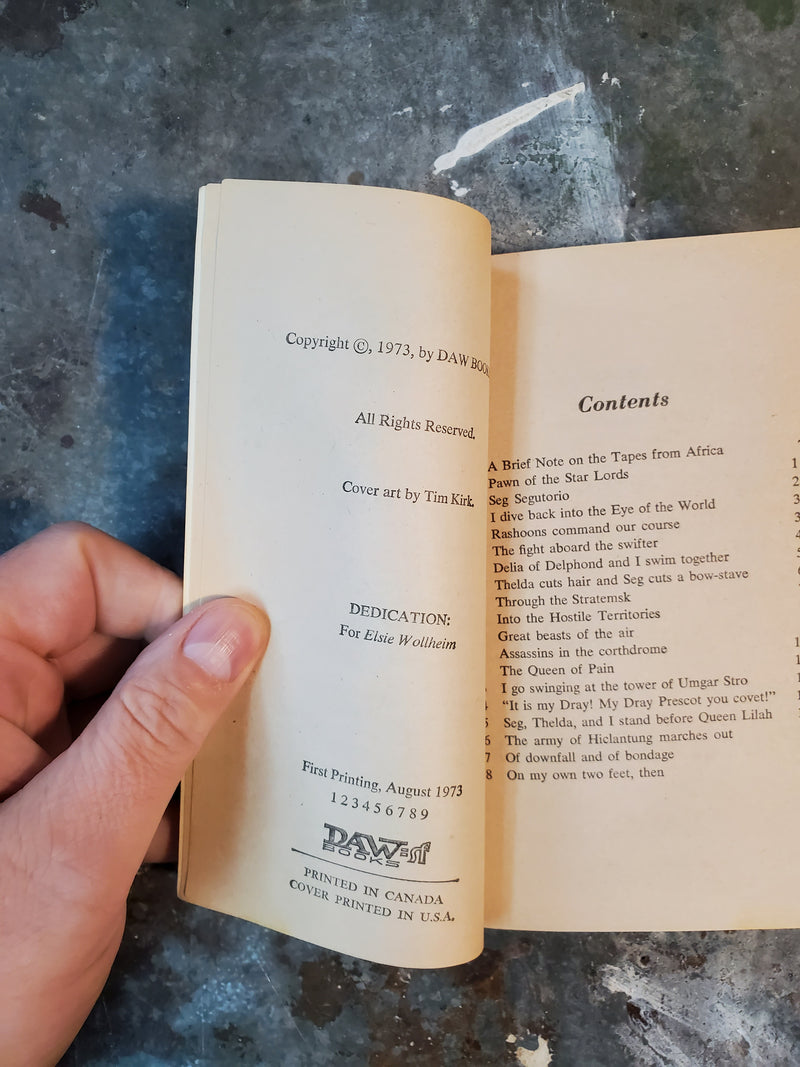 Copyright ©, 1973, by DAW
All Rights Reserved.
Cover art by Tim Kirk.
DEDICATION:
For Elsie Wollheim
First Printing, August 1973
1 2 3 4 5 6 7 8 9
DAW=sf
BOOKS
PRINTED IN CANADA
COVER PRINTED IN U.S.A.
Contents
A Brief Note on the Tapes from Africa
Pawn of the Star Lords
Seg Segutorio
I dive back into the Eye of the World
Rashoons command our course
The fight aboard the swifter
Delia of Delphond and I swim together
Thelda cuts hair and Seg cuts a bow-stave
Through the Stratemsk
Into the Hostile Territories
Great beasts of the air
Assassins in the corthdrome
The Queen of Pain
I go swinging at the tower of Umgar Stro
"It is my Dray! My Dray Prescot you covet!"
Seg, Thelda, and I stand before Queen Lilah
6 The army of Hiclantung marches out
7 Of downfall and of bondage
8 On my own two feet, then